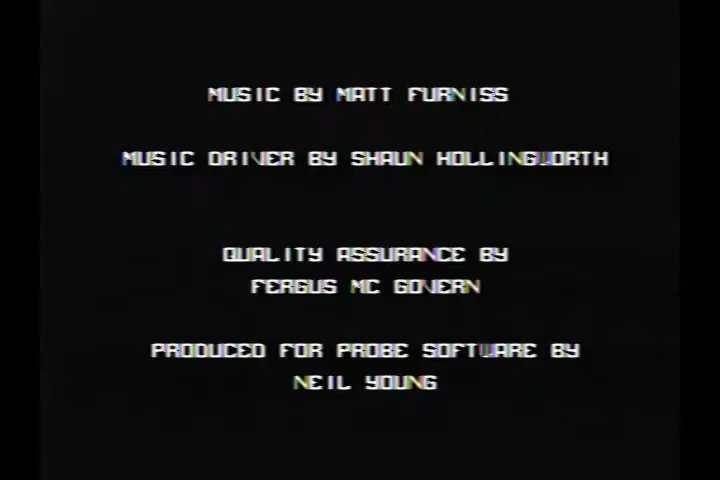 MUSIC BY MATT FURNISS
MUSIC DRIVER BY SHAUN HOLLINGWORTH
QUALITY ASSURANCE BY
FERGUS MC GOVERN
PRODUCED FOR PROBE SOFTWARE BY
NEIL YOUNG